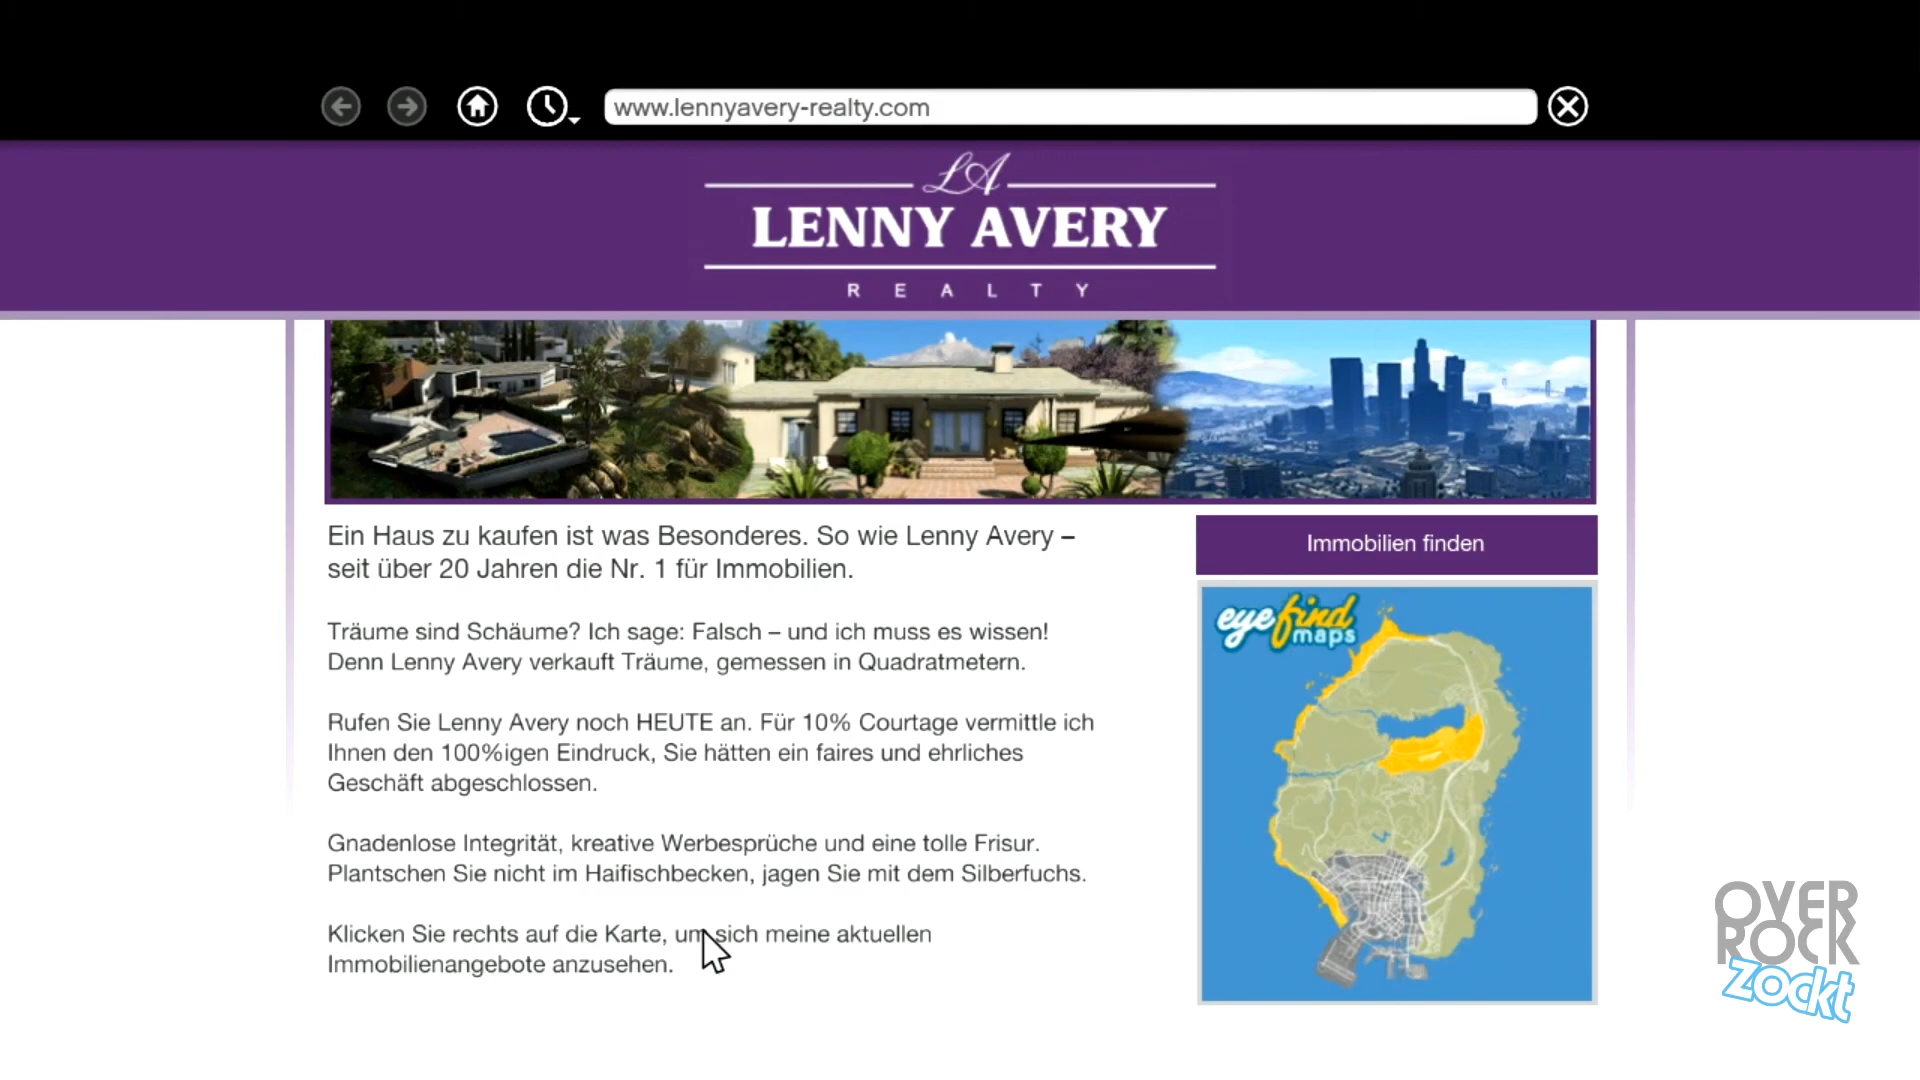 www.lennyavery-realty.com
LA
LENNY AVERY
REALTY
Ein Haus zu kaufen ist was Besonderes. So wie Lenny Avery –
seit über 20 Jahren die Nr. 1 für Immobilien.
Träume sind Schäume? Ich sage: Falsch – und ich muss es wissen!
Denn Lenny Avery verkauft Träume, gemessen in Quadratmetern.
Rufen Sie Lenny Avery noch HEUTE an. Für 10% Courtage vermittle ich
Ihnen den 100%igen Eindruck, Sie hätten ein faires und ehrliches
Geschäft abgeschlossen.
Gnadenlose Integrität, kreative Werbesprüche und eine tolle Frisur.
Plantschen Sie nicht im Haifischbecken, jagen Sie mit dem Silberfuchs.
Klicken Sie rechts auf die Karte, um sich meine aktuellen
Immobilienangebote anzusehen.
Immobilien finden
eyefind
maps
OVER
ROCK
zockt